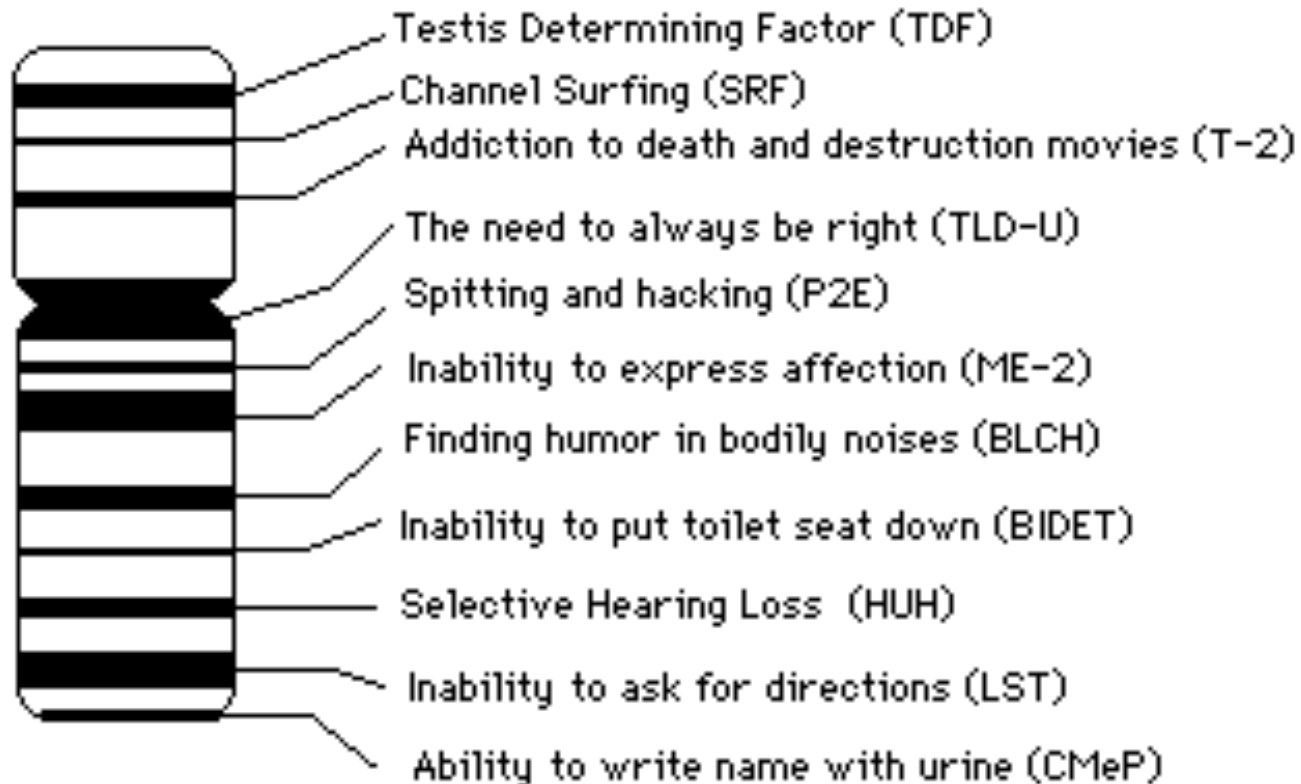 Testis Determining Factor (TDF)
Channel Surfing (SRF)
Addiction to death and destruction movies (T-2)
The need to always be right (TLD-U)
Spitting and hacking (P2E)
Inability to express affection (ME-2)
Finding humor in bodily noises (BLCH)
Inability to put toilet seat down (BIDET)
Selective Hearing Loss (HUH)
Inability to ask for directions (LST)
Ability to write name with urine (CMeP)